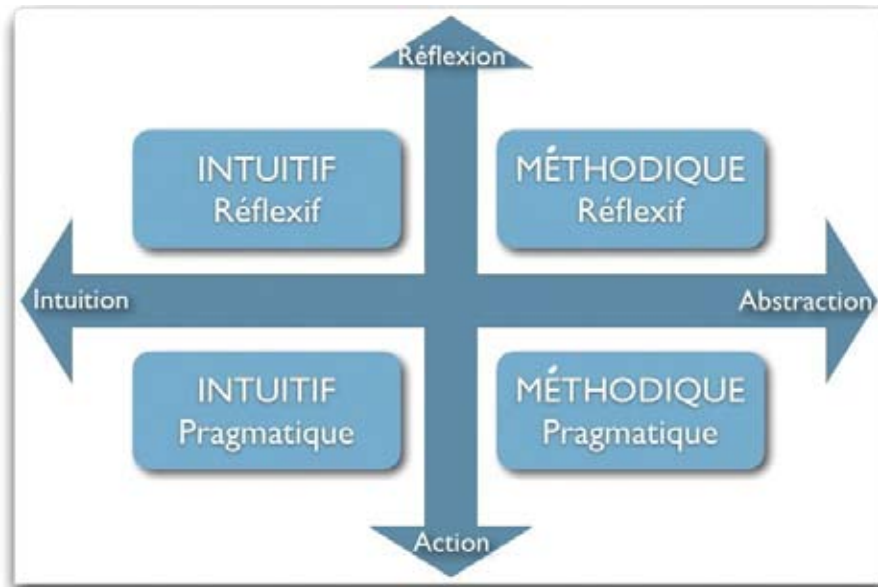 Réflexion
INTUITIF
Réflexif
MÉTHODIQUE
Réflexif
Intuition
Abstraction
INTUITIF
Pragmatique
MÉTHODIQUE
Pragmatique
Action